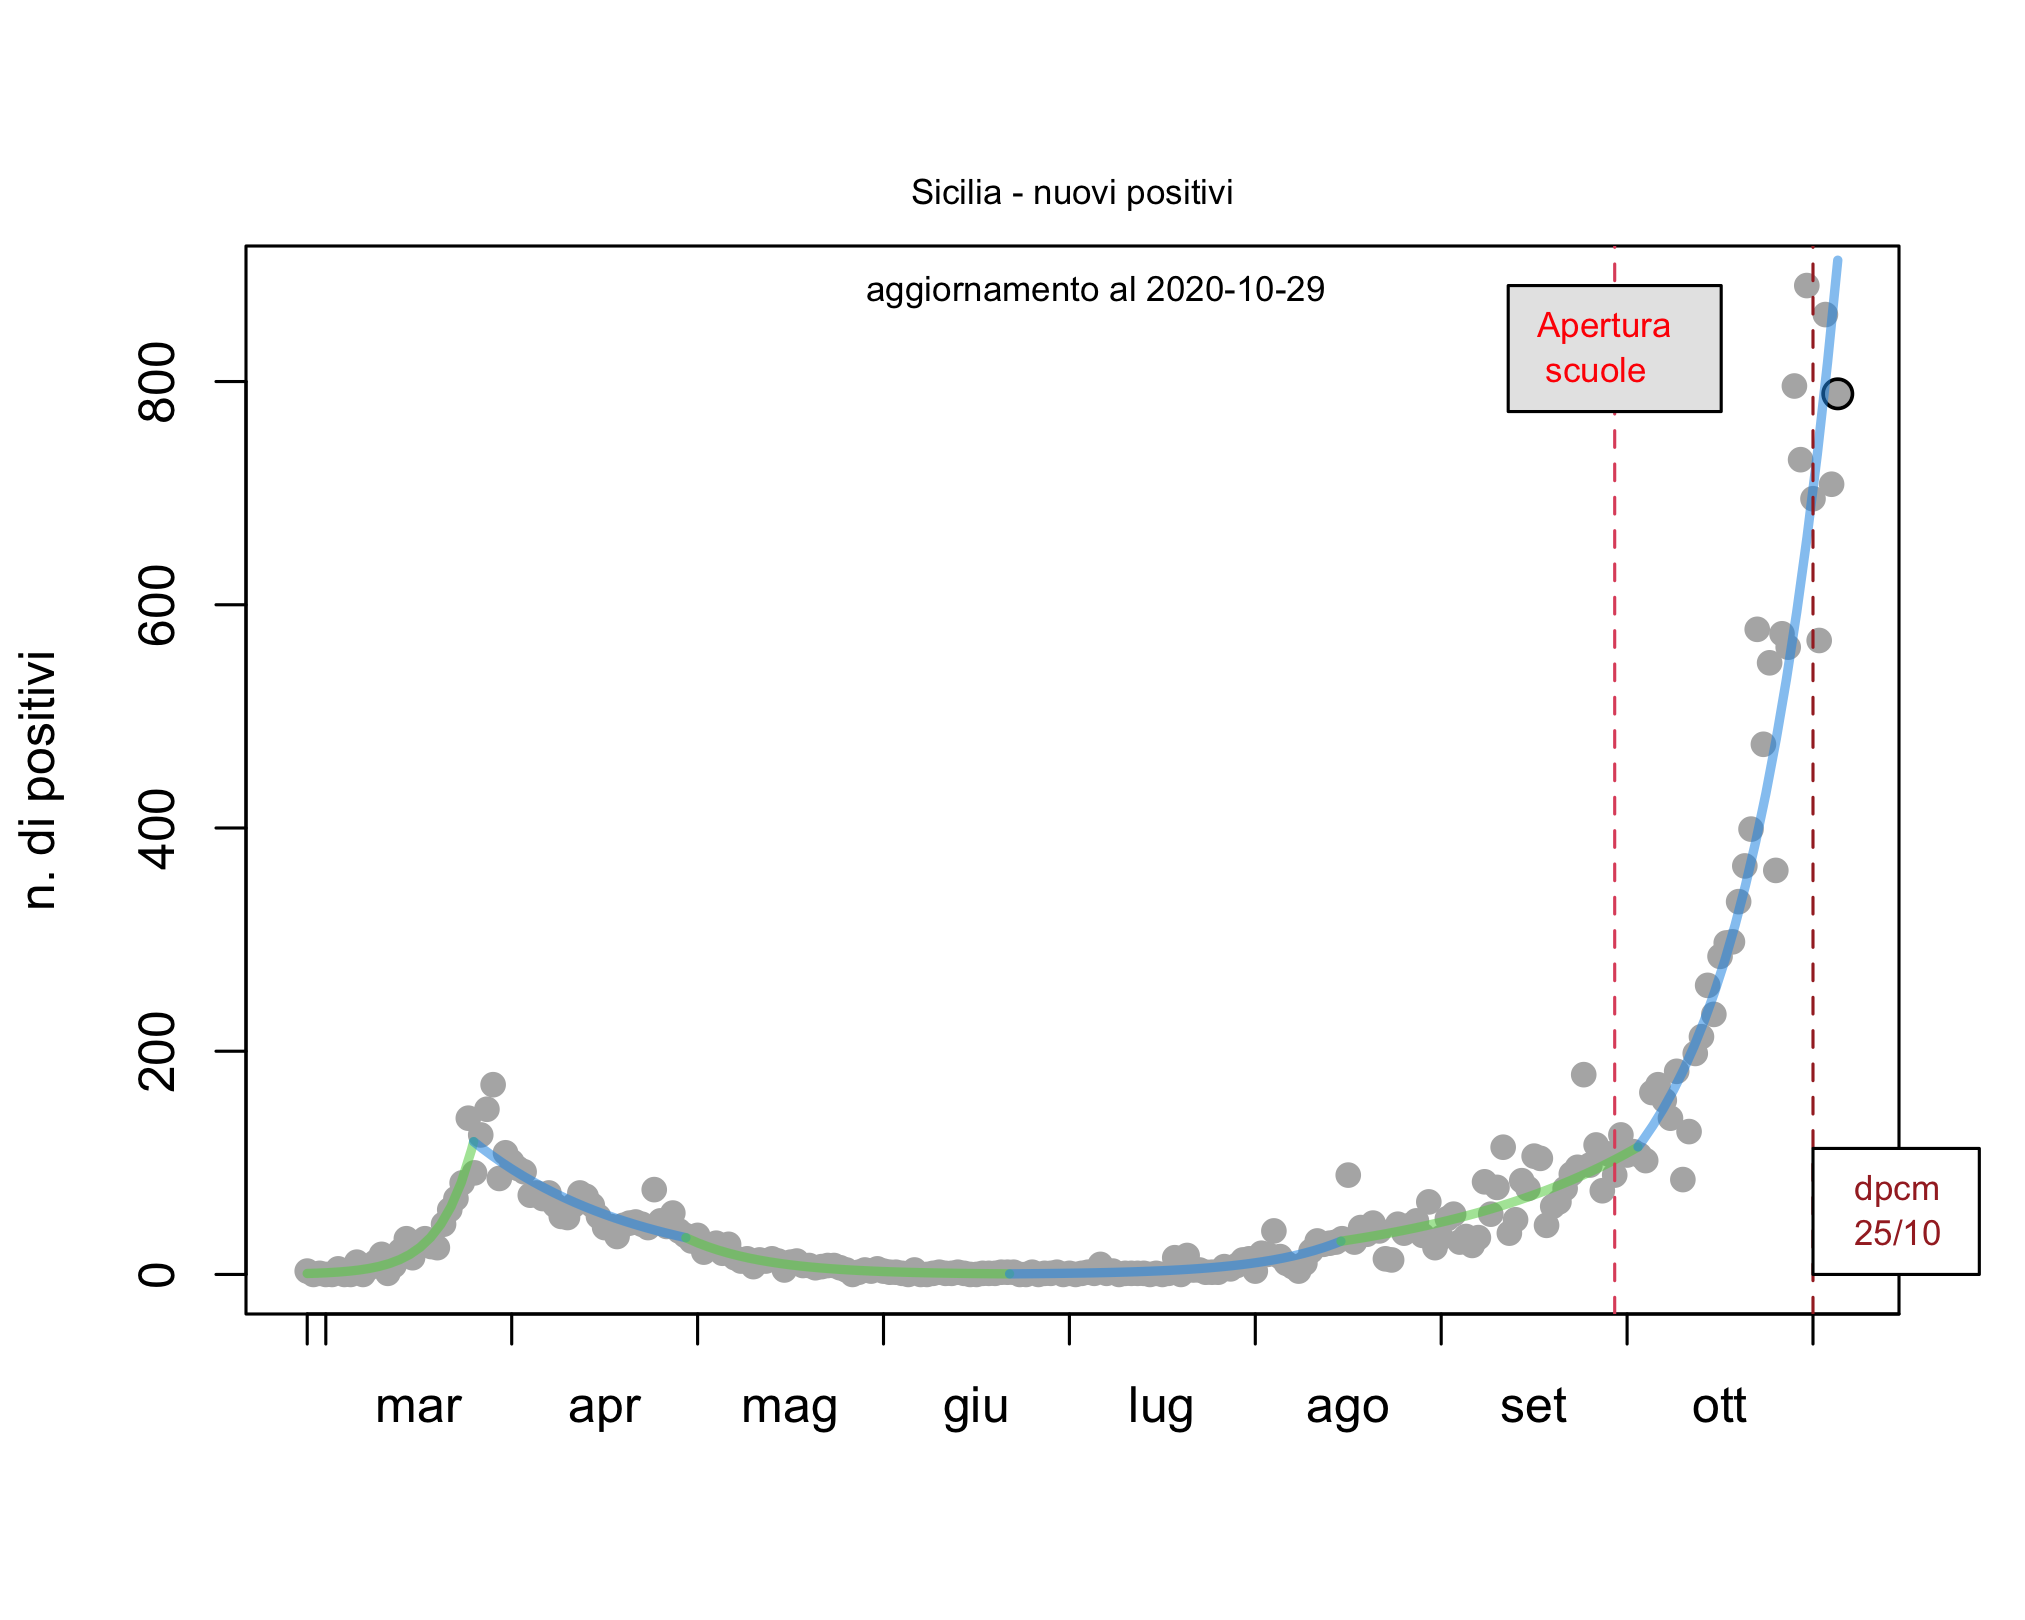 Sicilia - nuovi positivi
aggiornamento al 2020-10-29
Apertura
scuole
n. di positivi
800
600
400
200
0
dpcm
25/10
mar apr mag giu lug ago set ott